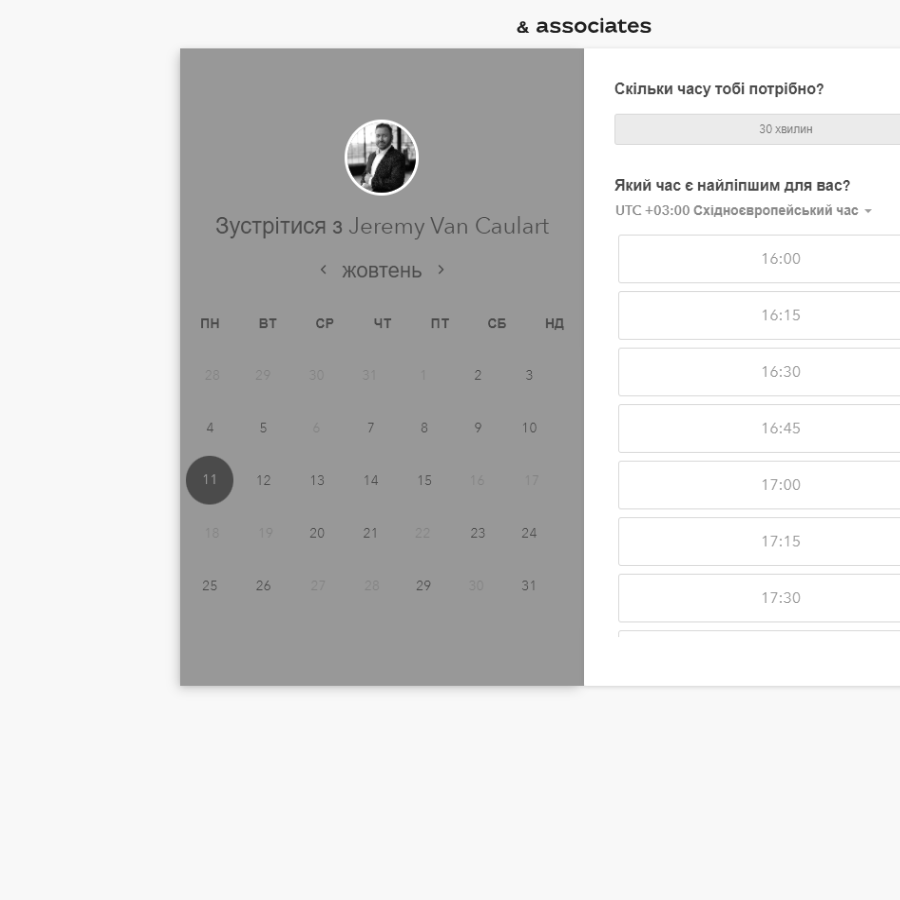 & associates
Зустрітися з Jeremy Van Caulart
‹ жовтень ›
ПН ВТ СР ЧТ ПТ СБ НД
28 29 30 31 1 2 3
4 5 6 7 8 9 10
11 12 13 14 15 16 17
18 19 20 21 22 23 24
25 26 27 28 29 30 31
Скільки часу тобі потрібно?
30 хвилин
Який час є найліпшим для вас?
UTC +03:00 Східноєвропейський час
16:00
16:15
16:30
16:45
17:00
17:15
17:30